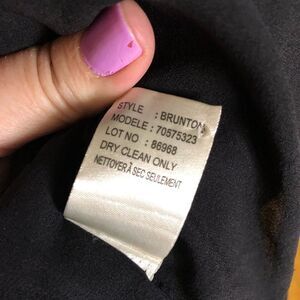 STYLE : BRUNTON
MODELE : 70575323
LOT NO : 86968
DRY CLEAN ONLY
NETTOYER À SEC SEULEMENT